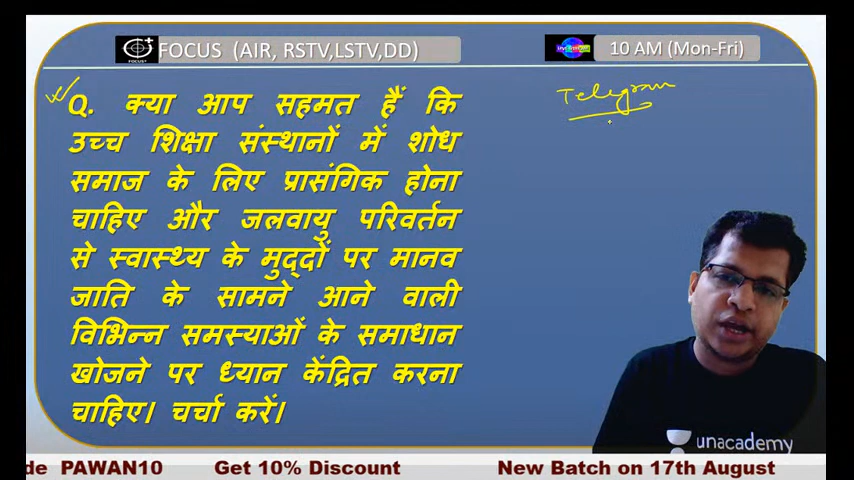 FOCUS (AIR, RSTV,LSTV,DD)
10 AM (Mon-Fri)
Telegram
Q. क्या आप सहमत हैं कि
उच्च शिक्षा संस्थानों में शोध
समाज के लिए प्रासंगिक होना
चाहिए और जलवायु परिवर्तन
से स्वास्थ्य के मुद्दों पर मानव
जाति के सामने आने वाली
विभिन्न समस्याओं के समाधान
खोजने पर ध्यान केंद्रित करना
चाहिए। चर्चा करें।
unacademy
de PAWAN10 Get 10% Discount New Batch on 17th August